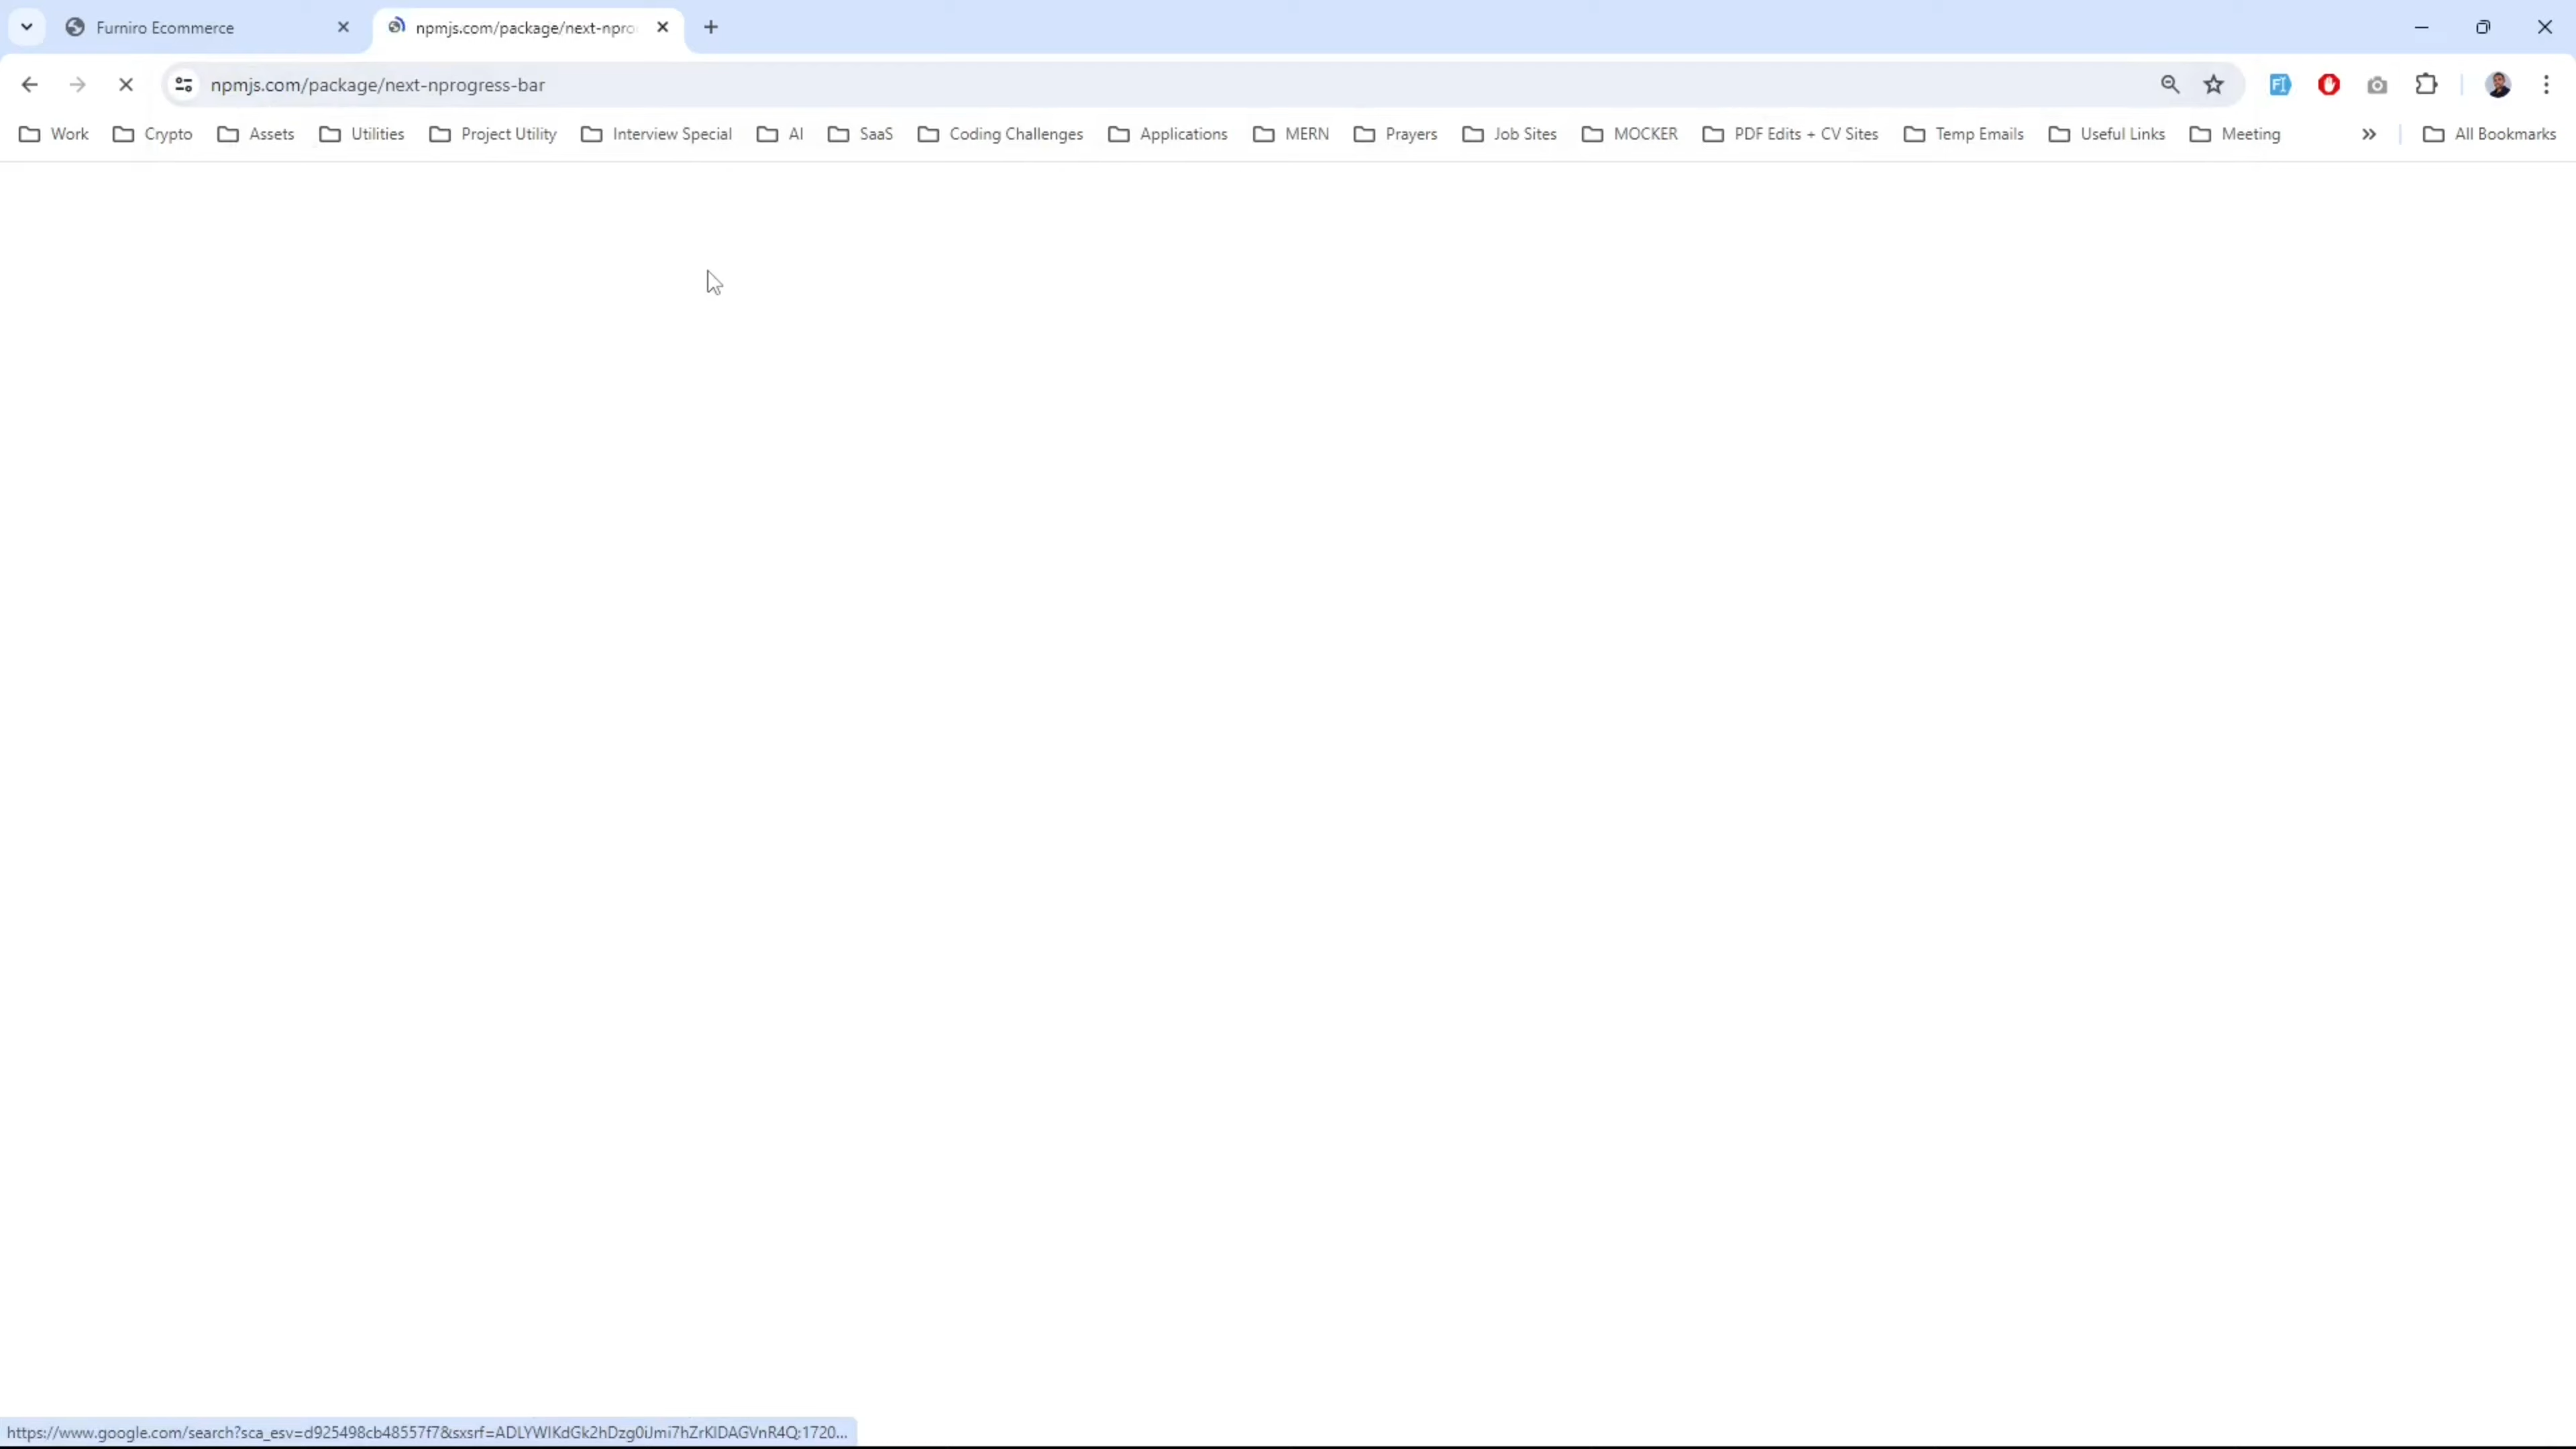 Furniro Ecommerce
npmjs.com/package/next-npro
npmjs.com/package/next-nprogress-bar
Work Crypto Assets Utilities Project Utility Interview Special AI SaaS Coding Challenges Applications MERN Prayers Job Sites MOCKER PDF Edits + CV Sites Temp Emails Useful Links Meeting » All Bookmarks
https://www.google.com/search?sca_esv=d925498cb48557f7&sxsrf=ADLYWIKdGk2hDzg0iJmi7hZrKlDAGVnR4Q:1720...